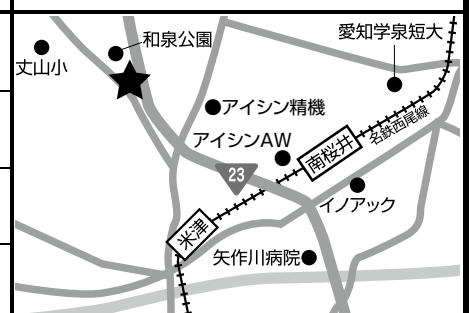 愛知学泉短大
和泉公園
丈山小
アイシン精機
名鉄西尾線
アイシンAW
南桜井
23
イノアック
米津
矢作川病院